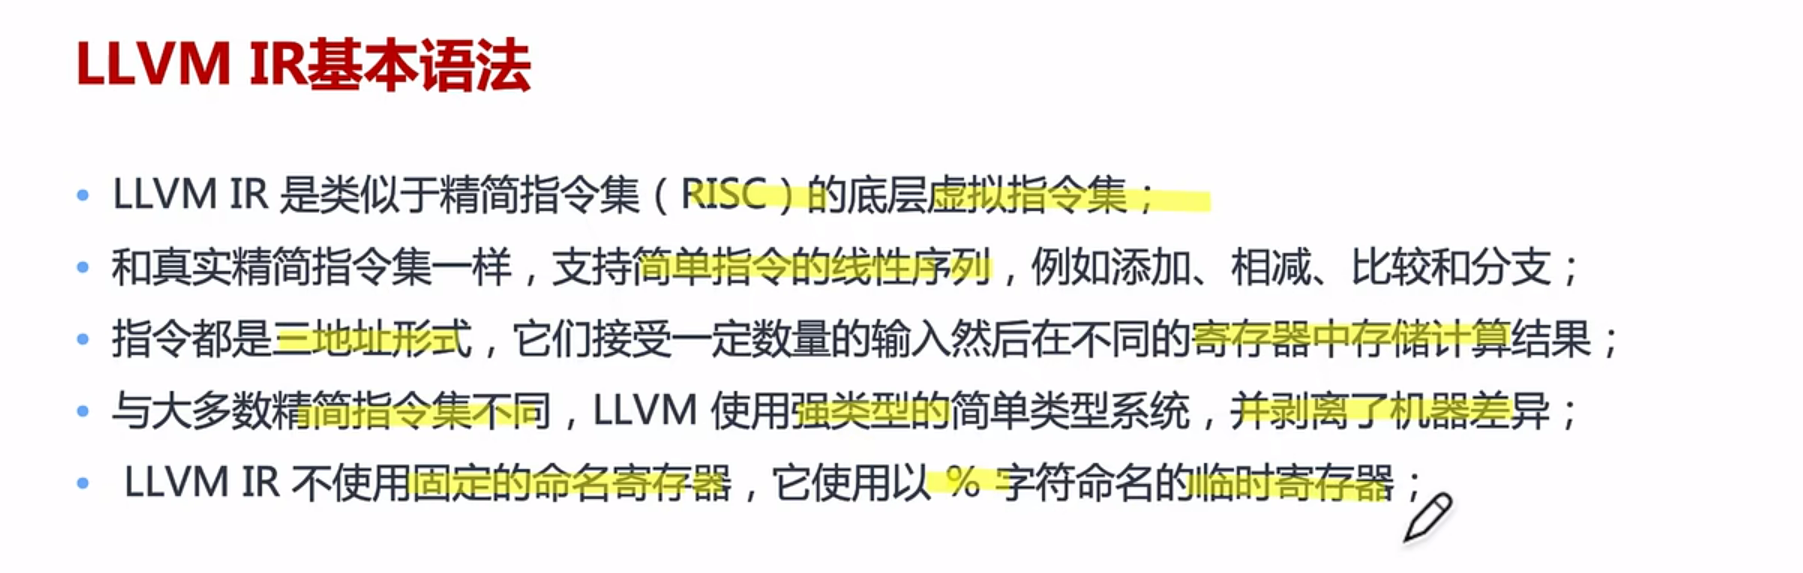 LLVM IR基本语法
• LLVM IR 是类似于精简指令集（RISC）的底层虚拟指令集；
• 和真实精简指令集一样，支持简单指令的线性序列，例如添加、相减、比较和分支；
• 指令都是三地址形式，它们接受一定数量的输入然后在不同的寄存器中存储计算结果；
• 与大多数精简指令集不同，LLVM 使用强类型的简单类型系统，并剥离了机器差异；
• LLVM IR 不使用固定的命名寄存器，它使用以 % 字符命名的临时寄存器；